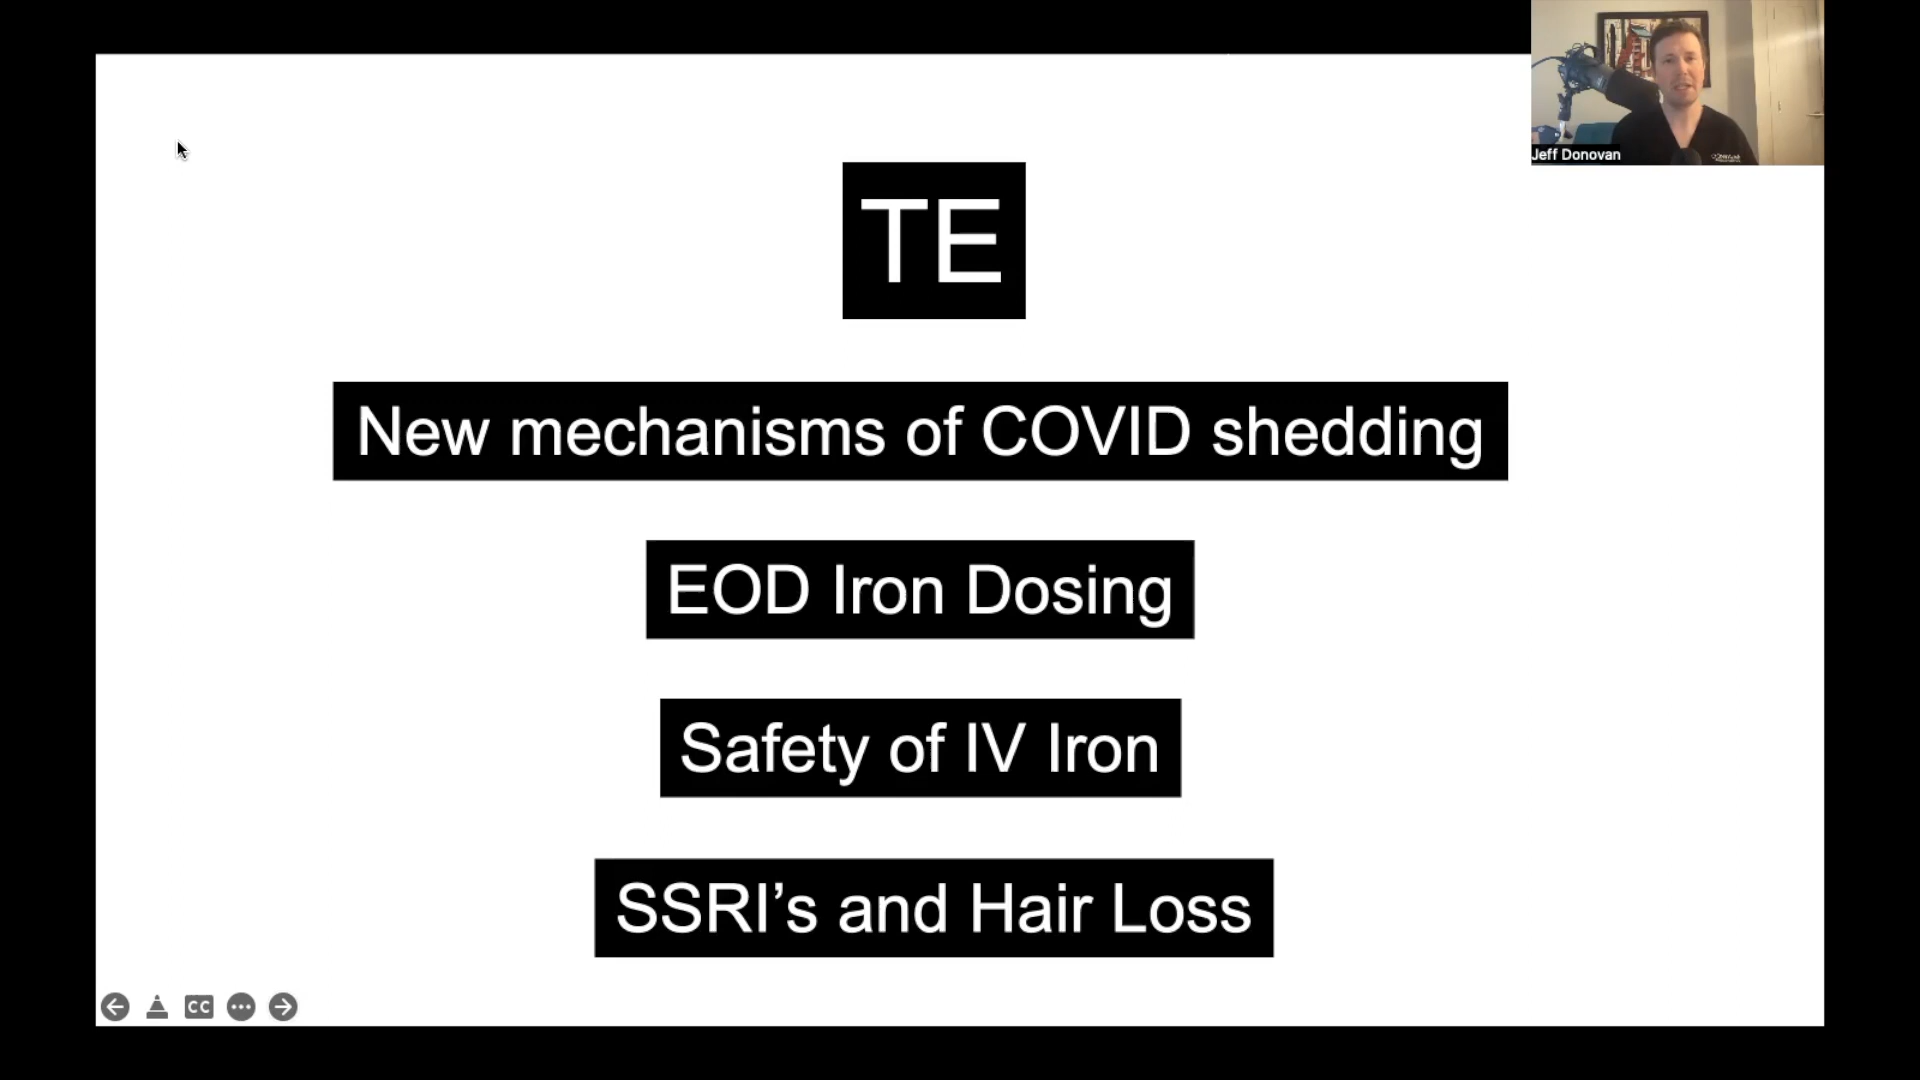 Jeff Donovan
TE
New mechanisms of COVID shedding
EOD Iron Dosing
Safety of IV Iron
SSRI’s and Hair Loss
CC